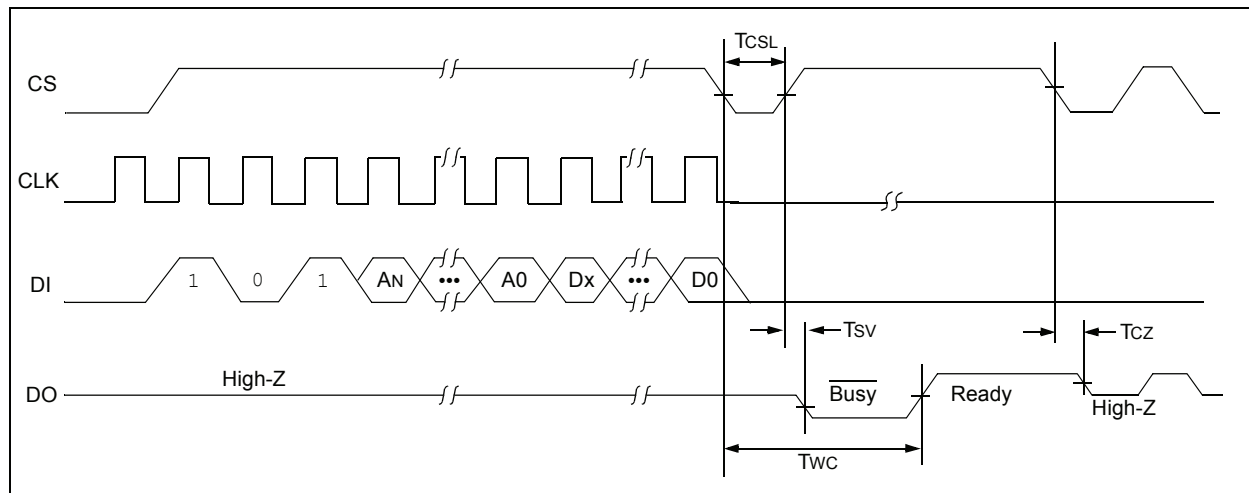 TCSL
CS
CLK
DI
1 0 1 AN ••• A0 Dx ••• D0
TSV
TCZ
High-Z
DO
Busy
Ready
High-Z
TWC